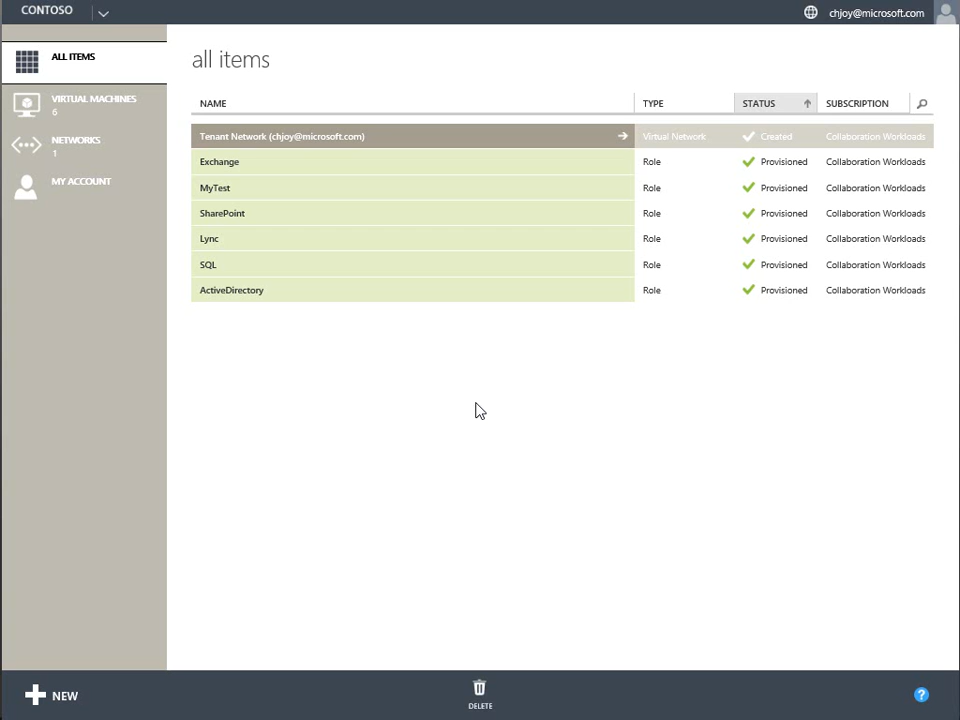 CONTOSO
chjoy@microsoft.com
ALL ITEMS
VIRTUAL MACHINES
6
NETWORKS
1
MY ACCOUNT
all items
NAME TYPE STATUS SUBSCRIPTION
Tenant Network (chjoy@microsoft.com) Virtual Network Created Collaboration Workloads
Exchange Role Provisioned Collaboration Workloads
MyTest Role Provisioned Collaboration Workloads
SharePoint Role Provisioned Collaboration Workloads
Lync Role Provisioned Collaboration Workloads
SQL Role Provisioned Collaboration Workloads
ActiveDirectory Role Provisioned Collaboration Workloads
NEW
DELETE
?